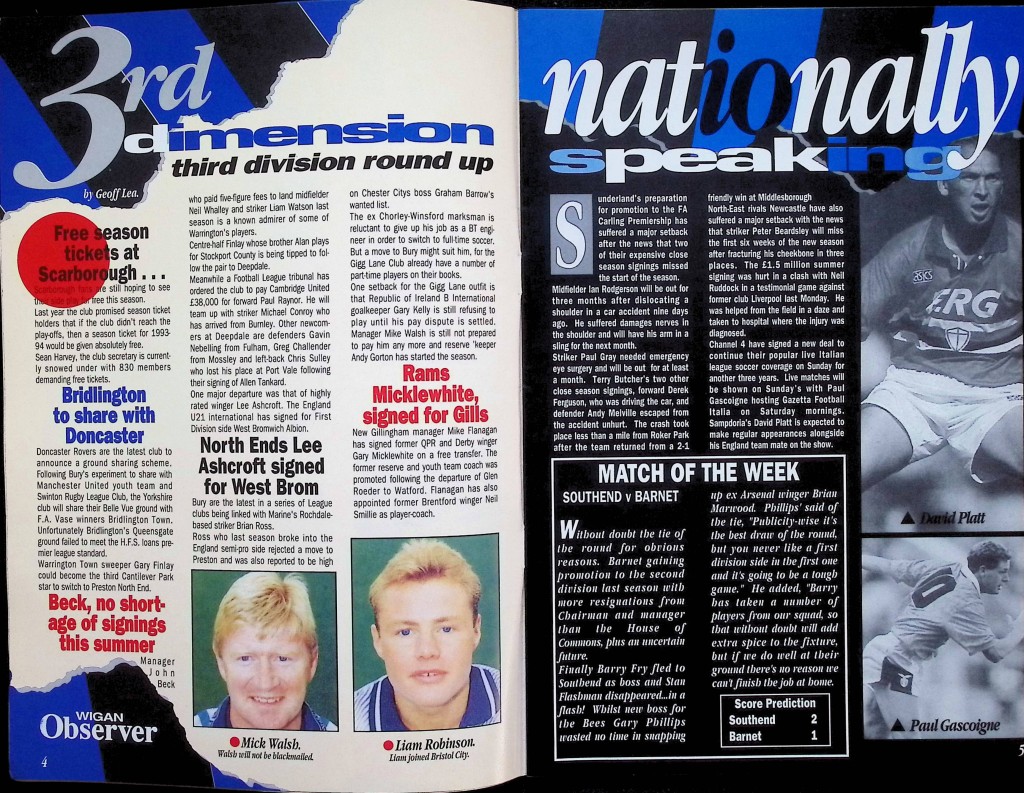 3rd
dimension
third division round up
by Geoff Lea.
Free season
tickets at
Scarborough . . .
Scarborough fans are still hoping to see
their side play for free this season.
Last year the club promised season ticket
holders that if the club didn't reach the
play-offs, then a season ticket for 1993-
94 would be given absolutely free.
Sean Harvey, the club secretary is current-
ly snowed under with 830 members
demanding free tickets.
Bridlington
to share with
Doncaster
Doncaster Rovers are the latest club to
announce a ground sharing scheme.
Following Bury's experiment to share with
Manchester United youth team and
Swinton Rugby League Club, the Yorkshire
club will share their Belle Vue ground with
F.A. Vase winners Bridlington Town.
Unfortunately Bridlington's Queensgate
ground failed to meet the H.F.S. loans pre-
mier league standard.
Warrington Town sweeper Gary Finlay
could become the third Cantilever Park
star to switch to Preston North End.
Beck, no short-
age of signings
this summer
Manager
John
Beck
who paid five-figure fees to land midfielder
Neil Whalley and striker Liam Watson last
season is a known admirer of some of
Warrington's players.
Centre-half Finlay whose brother Alan plays
for Stockport County is being tipped to fol-
low the pair to Deepdale.
Meanwhile a Football League tribunal has
ordered the club to pay Cambridge United
£38,000 for forward Paul Raynor. He will
team up with striker Michael Conroy who
has arrived from Burnley. Other newcom-
ers at Deepdale are defenders Gavin
Nebelling from Fulham, Greg Challender
from Mossley and left-back Chris Sulley
who lost his place at Port Vale following
their signing of Allen Tankard.
One major departure was that of highly
rated winger Lee Ashcroft. The England
U21 international has signed for First
Division side West Bromwich Albion.
North Ends Lee
Ashcroft signed
for West Brom
Bury are the latest in a series of League
clubs being linked with Marine's Rochdale-
based striker Brian Ross.
Ross who last season broke into the
England semi-pro side rejected a move to
Preston and was also reported to be high
on Chester Citys boss Graham Barrow's
wanted list.
The ex Chorley-Winsford marksman is
reluctant to give up his job as a BT engi-
neer in order to switch to full-time soccer.
But a move to Bury might suit him, for the
Gigg Lane Club already have a number of
part-time players on their books.
One setback for the Gigg Lane outfit is
that Republic of Ireland B International
goalkeeper Gary Kelly is still refusing to
play until his pay dispute is settled.
Manager Mike Walsh is still not prepared
to pay him any more and reserve 'keeper
Andy Gorton has started the season.
Rams
Micklewhite,
signed for Gills
New Gillingham manager Mike Flanagan
has signed former QPR and Derby winger
Gary Micklewhite on a free transfer. The
former reserve and youth team coach was
promoted following the departure of Glen
Roeder to Watford. Flanagan has also
appointed former Brentford winger Neil
Smillie as player-coach.
Mick Walsh.
Walsh will not be blackmailed.
Liam Robinson.
Liam joined Bristol City.
WIGAN
Observer
4
nationally
speaking
Sunderland's preparation
for promotion to the FA
Carling Premiership has
suffered a major setback
after the news that two
of their expensive close
season signings missed
the start of the season.
Midfielder Ian Rodgerson will be out for
three months after dislocating a
shoulder in a car accident nine days
ago. He suffered damages nerves in
the shoulder and will have his arm in a
sling for the next month.
Striker Paul Gray needed emergency
eye surgery and will be out for at least
a month. Terry Butcher's two other
close season signings, forward Derek
Ferguson, who was driving the car, and
defender Andy Melville escaped from
the accident unhurt. The crash took
place less than a mile from Roker Park
after the team returned from a 2-1
friendly win at Middlesborough
North-East rivals Newcastle have also
suffered a major setback with the news
that striker Peter Beardsley will miss
the first six weeks of the new season
after fracturing his cheekbone in three
places. The £1.5 million summer
signing was hurt in a clash with Neil
Ruddock in a testimonial game against
former club Liverpool last Monday. He
was helped from the field in a daze and
taken to hospital where the injury was
diagnosed.
Channel 4 have signed a new deal to
continue their popular live Italian
league soccer coverage on Sunday for
another three years. Live matches will
be shown on Sunday's with Paul
Gascoigne hosting Gazetta Football
Italia on Saturday mornings.
Sampdoria's David Platt is expected to
make regular appearances alongside
his England team mate on the show.
asics
ERG
David Platt
MATCH OF THE WEEK
SOUTHEND v BARNET
Without doubt the tie of
the round for obvious
reasons. Barnet gaining
promotion to the second
division last season with
more resignations from
Chairman and manager
than the House of
Commons, plus an uncertain
future.
Finally Barry Fry fled to
Southend as boss and Stan
Flashman disappeared...in a
flash! Whilst new boss for
the Bees Gary Phillips
wasted no time in snapping
up ex Arsenal winger Brian
Marwood. Phillips' said of
the tie, "Publicity-wise it's
the best draw of the round,
but you never like a first
division side in the first one
and it's going to be a tough
game." He added, "Barry
has taken a number of
players from our squad, so
that without doubt will add
extra spice to the fixture,
but if we do well at their
ground there's no reason we
can't finish the job at home.
Score Prediction
Southend 2
Barnet 1
Paul Gascoigne
5